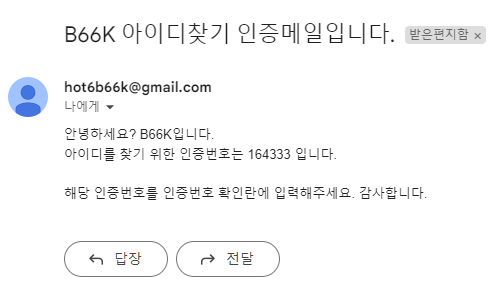 B66K 아이디찾기 인증메일입니다. 받은편지함 ×
hot6b66k@gmail.com
나에게
안녕하세요? B66K입니다.
아이디를 찾기 위한 인증번호는 164333 입니다.
해당 인증번호를 인증번호 확인란에 입력해주세요. 감사합니다.
답장 전달